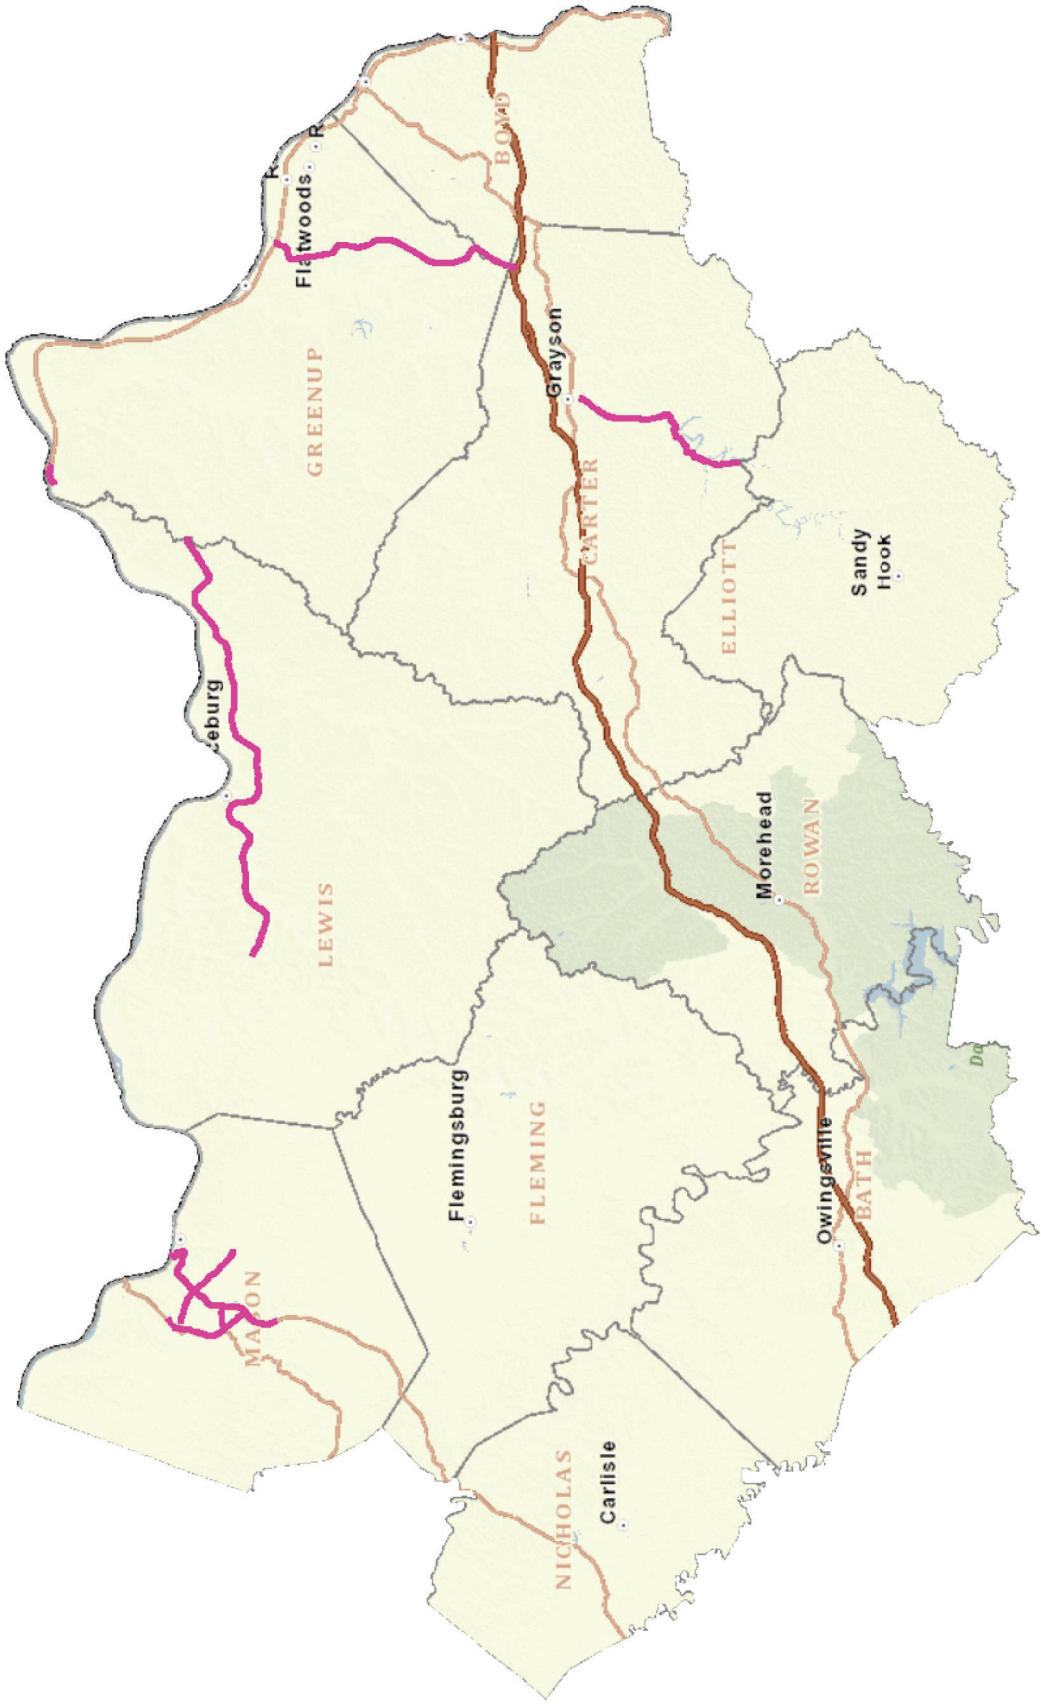 R
R
Flatwoods
BOYD
GREENUP
Grayson
CARTER
ELLIOTT
Sandy
Hook
ceburg
LEWIS
Morehead
ROWAN
Da
Flemingsburg
FLEMING
Owingsville
BATH
MASON
NICHOLAS
Carlisle